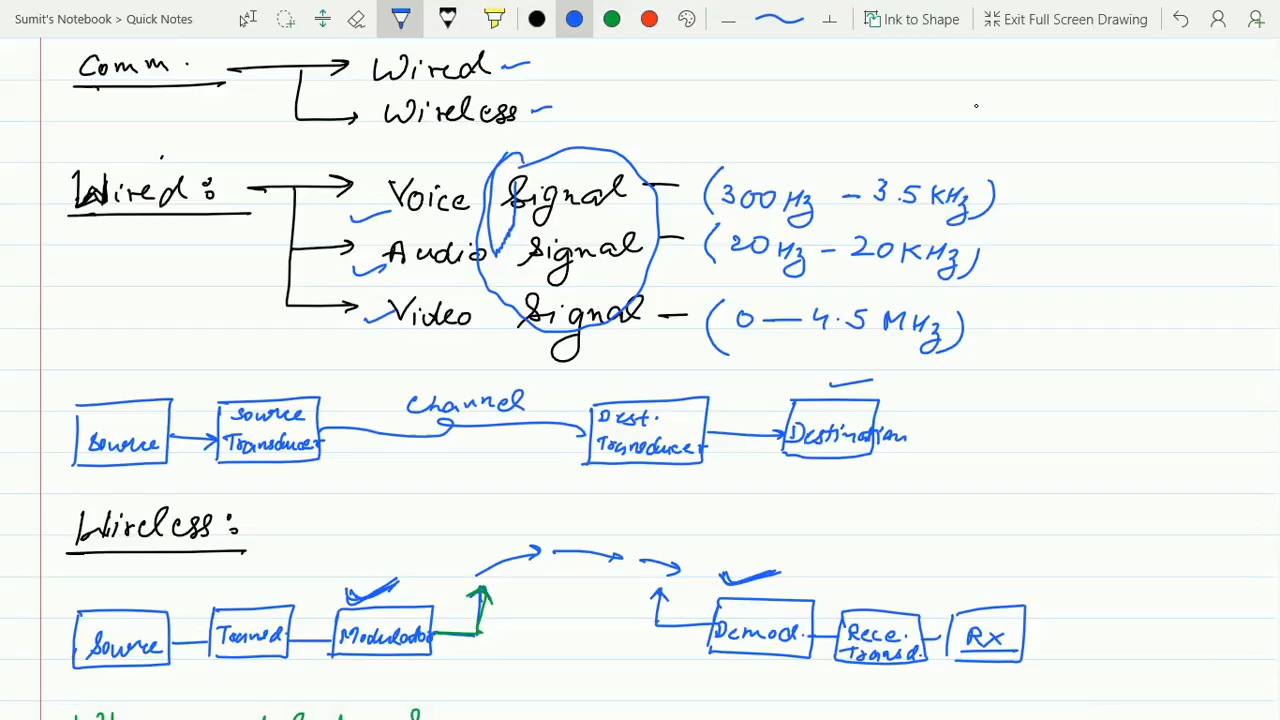 Sumit's Notebook > Quick Notes
Ink to Shape
Exit Full Screen Drawing
Comm. Wired
Wireless
Wired: Voice Signal - (300 Hz - 3.5 KHz)
Audio Signal - (20 Hz - 20 KHz)
Video Signal - (0 - 4.5 MHz)
Source Source Transducer Channel Dest. Transducer Destination
Wireless:
Source Transd. Modulador Demod. Rece. Transd. Rx